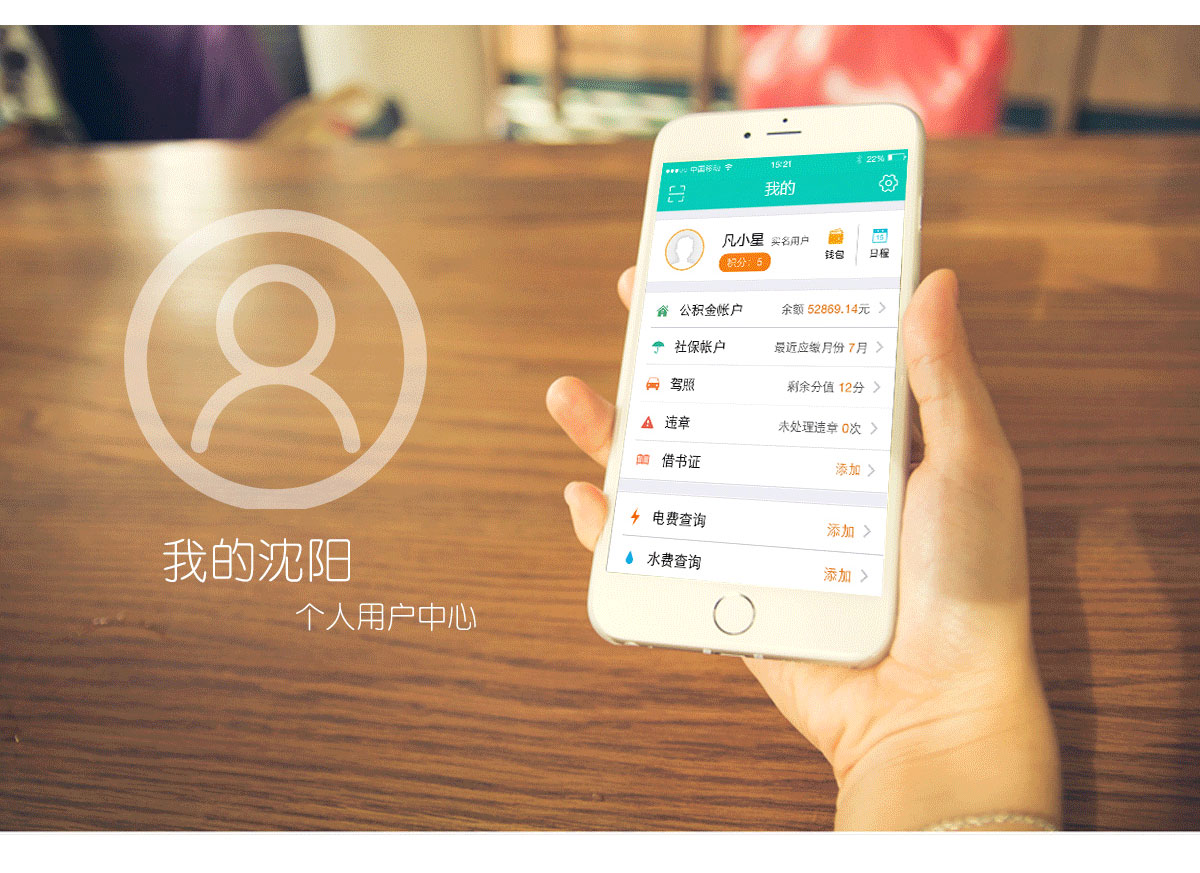 中国移动 15:21 22%
我的
凡小星 实名用户 钱包 15 日程
积分：5
公积金帐户 余额 52869.14元
社保帐户 最近应缴月份 7月
驾照 剩余分值 12分
违章 未处理违章 0次
借书证 添加
电费查询 添加
水费查询 添加
我的沈阳
个人用户中心